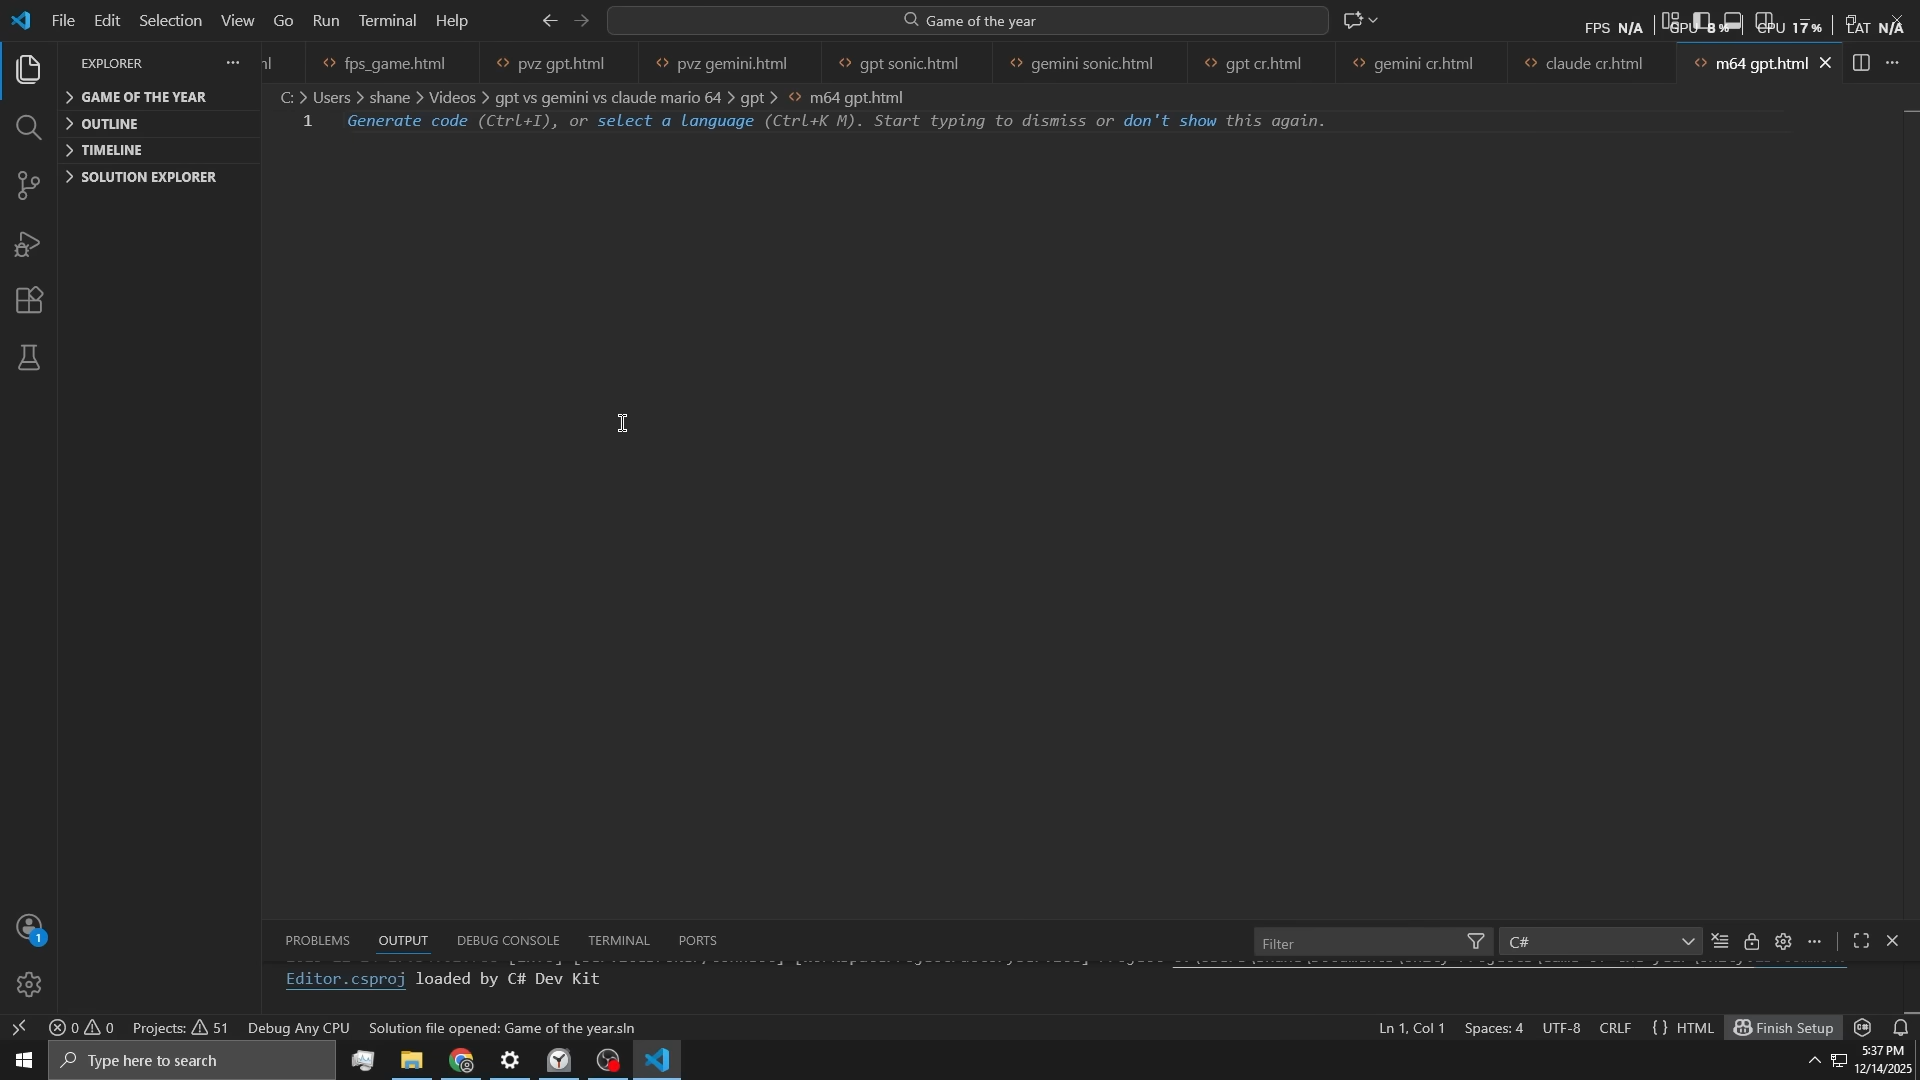 File Edit Selection View Go Run Terminal Help
Game of the year
FPS N/A GPU 8% CPU 17% LAT N/A
EXPLORER
fps_game.html pvz gpt.html pvz gemini.html gpt sonic.html gemini sonic.html gpt cr.html gemini cr.html claude cr.html m64 gpt.html
GAME OF THE YEAR
C: > Users > shane > Videos > gpt vs gemini vs claude mario 64 > gpt > m64 gpt.html
1 Generate code (Ctrl+I), or select a language (Ctrl+K M). Start typing to dismiss or don't show this again.
OUTLINE
TIMELINE
SOLUTION EXPLORER
PROBLEMS OUTPUT DEBUG CONSOLE TERMINAL PORTS
Filter C#
Editor.csproj loaded by C# Dev Kit
1
0 0 Projects: 51 Debug Any CPU Solution file opened: Game of the year.sln
Ln 1, Col 1 Spaces: 4 UTF-8 CRLF { } HTML Finish Setup
Type here to search
5:37 PM
12/14/2025